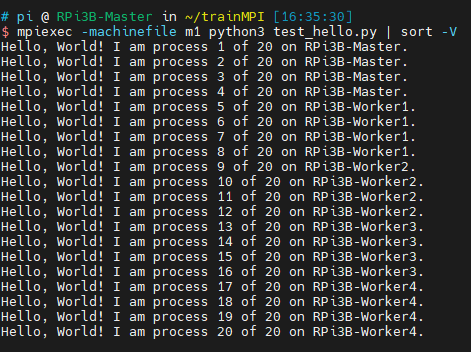 # pi @ RPi3B-Master in ~/trainMPI [16:35:30]
$ mpiexec -machinefile m1 python3 test_hello.py | sort -V
Hello, World! I am process 1 of 20 on RPi3B-Master.
Hello, World! I am process 2 of 20 on RPi3B-Master.
Hello, World! I am process 3 of 20 on RPi3B-Master.
Hello, World! I am process 4 of 20 on RPi3B-Master.
Hello, World! I am process 5 of 20 on RPi3B-Worker1.
Hello, World! I am process 6 of 20 on RPi3B-Worker1.
Hello, World! I am process 7 of 20 on RPi3B-Worker1.
Hello, World! I am process 8 of 20 on RPi3B-Worker1.
Hello, World! I am process 9 of 20 on RPi3B-Worker2.
Hello, World! I am process 10 of 20 on RPi3B-Worker2.
Hello, World! I am process 11 of 20 on RPi3B-Worker2.
Hello, World! I am process 12 of 20 on RPi3B-Worker2.
Hello, World! I am process 13 of 20 on RPi3B-Worker3.
Hello, World! I am process 14 of 20 on RPi3B-Worker3.
Hello, World! I am process 15 of 20 on RPi3B-Worker3.
Hello, World! I am process 16 of 20 on RPi3B-Worker3.
Hello, World! I am process 17 of 20 on RPi3B-Worker4.
Hello, World! I am process 18 of 20 on RPi3B-Worker4.
Hello, World! I am process 19 of 20 on RPi3B-Worker4.
Hello, World! I am process 20 of 20 on RPi3B-Worker4.